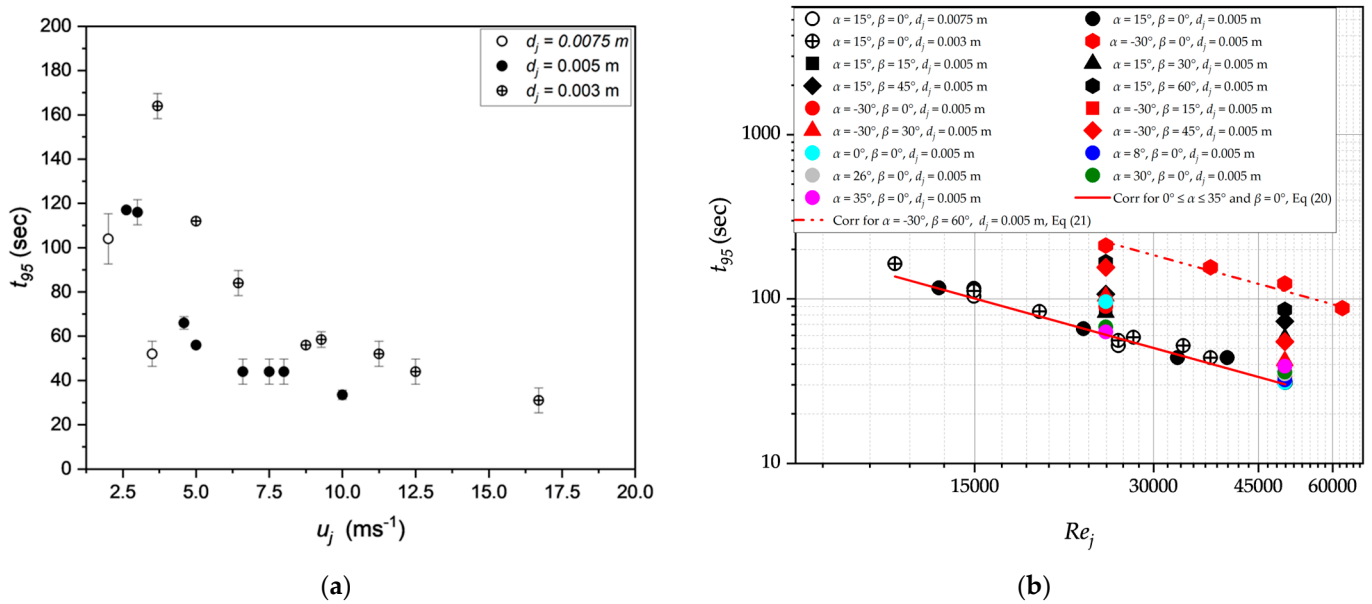 200
180
160
140
120
100
80
60
40
20
0
t95 (sec)
dj = 0.0075 m
dj = 0.005 m
dj = 0.003 m
2.5 5.0 7.5 10.0 12.5 15.0 17.5 20.0
uj (ms-1)
(a)
α = 15°, β = 0°, dj = 0.0075 m
α = 15°, β = 0°, dj = 0.005 m
α = 15°, β = 0°, dj = 0.003 m
α = -30°, β = 0°, dj = 0.005 m
α = 15°, β = 15°, dj = 0.005 m
α = 15°, β = 30°, dj = 0.005 m
α = 15°, β = 45°, dj = 0.005 m
α = 15°, β = 60°, dj = 0.005 m
α = -30°, β = 0°, dj = 0.005 m
α = -30°, β = 15°, dj = 0.005 m
α = -30°, β = 30°, dj = 0.005 m
α = -30°, β = 45°, dj = 0.005 m
α = 0°, β = 0°, dj = 0.005 m
α = 8°, β = 0°, dj = 0.005 m
α = 26°, β = 0°, dj = 0.005 m
α = 30°, β = 0°, dj = 0.005 m
α = 35°, β = 0°, dj = 0.005 m
Corr for 0° ≤ α ≤ 35° and β = 0°, Eq (20)
Corr for α = -30°, β = 60°, dj = 0.005 m, Eq (21)
1000
100
10
t95 (sec)
15000 30000 45000 60000
Rej
(b)